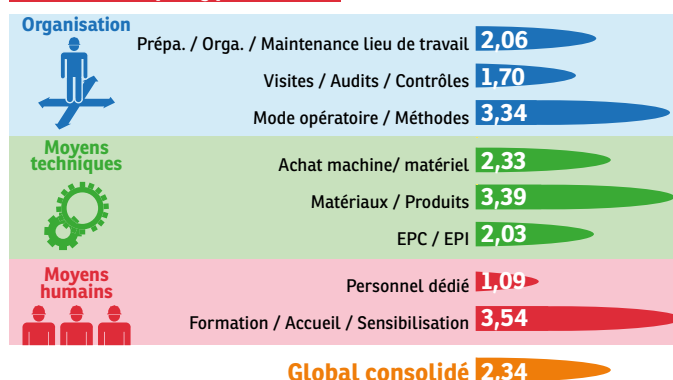 Organisation
Prépa. / Orga. / Maintenance lieu de travail 2,06
Visites / Audits / Contrôles 1,70
Mode opératoire / Méthodes 3,34
Moyens
techniques
Achat machine/ matériel 2,33
Matériaux / Produits 3,39
EPC / EPI 2,03
Moyens
humains
Personnel dédié 1,09
Formation / Accueil / Sensibilisation 3,54
Global consolidé 2,34